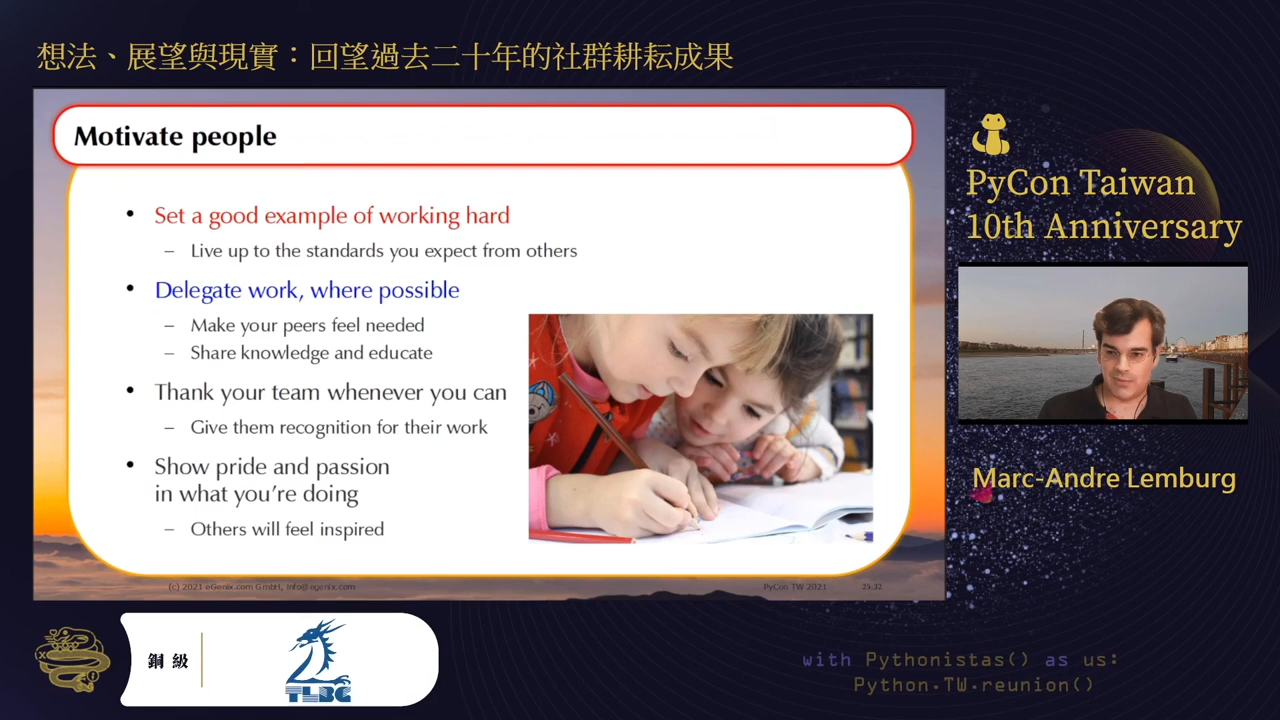 想法、展望與現實：回望過去二十年的社群耕耘成果
Motivate people
• Set a good example of working hard
– Live up to the standards you expect from others
• Delegate work, where possible
– Make your peers feel needed
– Share knowledge and educate
• Thank your team whenever you can
– Give them recognition for their work
• Show pride and passion
in what you’re doing
– Others will feel inspired
(c) 2021 eGenix.com GmbH, info@egenix.com
PyCon TW 2021
25:32
PyCon Taiwan
10th Anniversary
Marc-Andre Lemburg
銅級
TLBC
with Pythonistas() as us:
Python.TW.reunion()